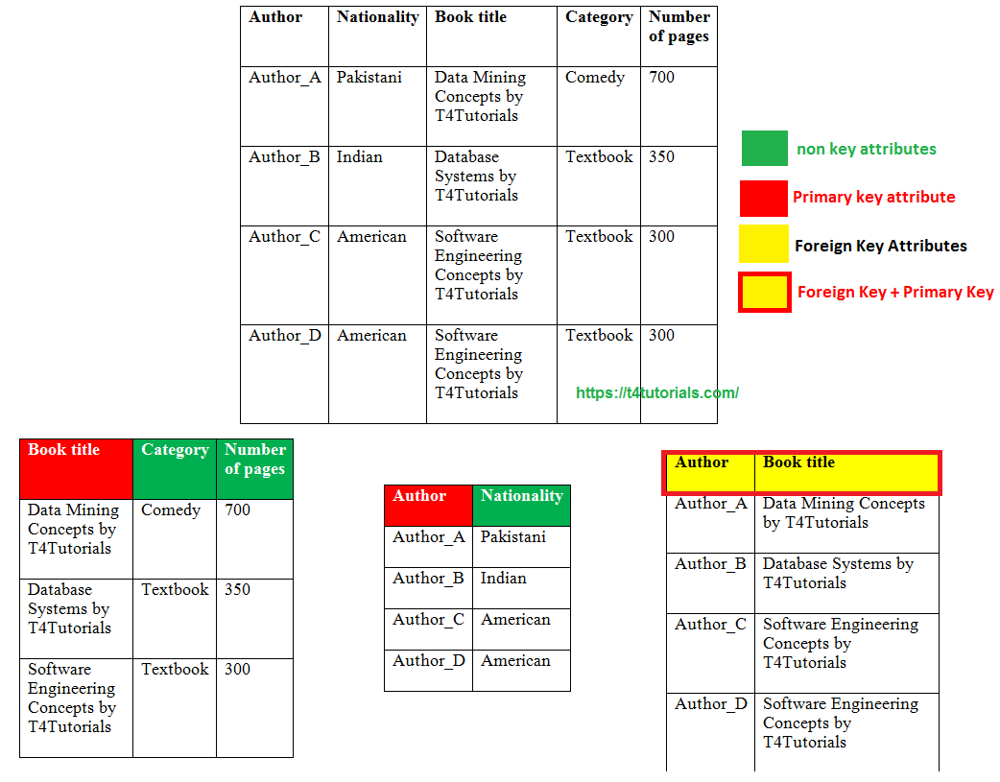 Author Nationality Book title Category Number
of pages
Author_A Pakistani Data Mining Comedy 700
Concepts by
T4Tutorials
Author_B Indian Database Textbook 350
Systems by
T4Tutorials
Author_C American Software Textbook 300
Engineering
Concepts by
T4Tutorials
Author_D American Software Textbook 300
Engineering
Concepts by
T4Tutorials
https://t4tutorials.com/
non key attributes
Primary key attribute
Foreign Key Attributes
Foreign Key + Primary Key
Book title Category Number
of pages
Data Mining Comedy 700
Concepts by
T4Tutorials
Database Textbook 350
Systems by
T4Tutorials
Software Textbook 300
Engineering
Concepts by
T4Tutorials
Author Nationality
Author_A Pakistani
Author_B Indian
Author_C American
Author_D American
Author Book title
Author_A Data Mining Concepts
by T4Tutorials
Author_B Database Systems by
T4Tutorials
Author_C Software Engineering
Concepts by
T4Tutorials
Author_D Software Engineering
Concepts by
T4Tutorials